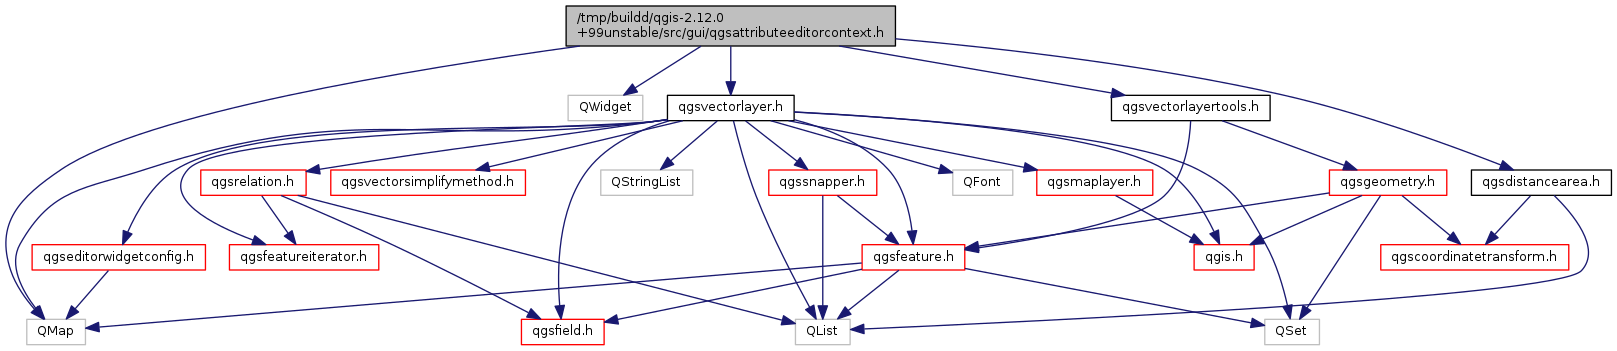 /tmp/buildd/qgis-2.12.0
+99unstable/src/gui/qgsattributeeditorcontext.h
QWidget
qgsvectorlayer.h
qgsvectorlayertools.h
qgsrelation.h
qgsvectorsimplifymethod.h
QStringList
qgssnapper.h
QFont
qgsmaplayer.h
qgsgeometry.h
qgsdistancearea.h
qgseditorwidgetconfig.h
qgsfeatureiterator.h
qgsfeature.h
qgis.h
qgscoordinatetransform.h
QMap
qgsfield.h
QList
QSet